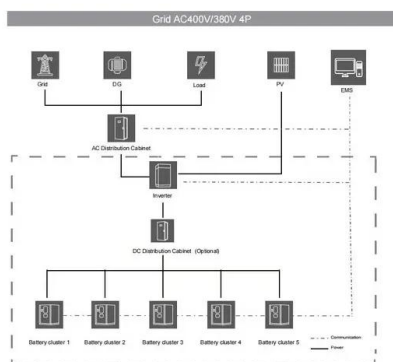 Grid AC400V/380V 4P
Grid
DG
Load
PV
EMS
AC Distribution Cabinet
Inverter
DC Distribution Cabinet (Optional)
Battery cluster 1
Battery cluster 2
Battery cluster 3
Battery cluster 4
Battery cluster 5
Communication
Power